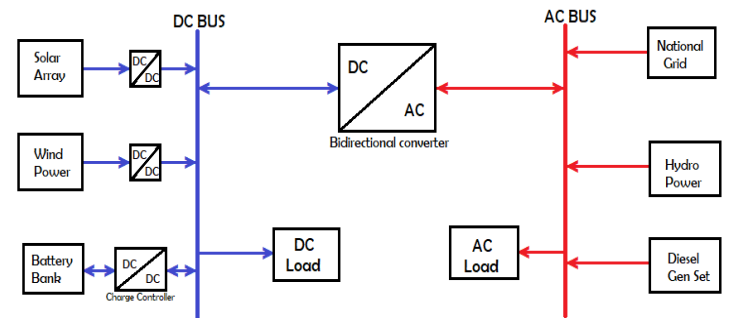 DC BUS
AC BUS
Solar
Array
DC
DC
DC
AC
Bidirectional converter
National
Grid
Wind
Power
DC
DC
Hydro
Power
Battery
Bank
DC
DC
Charge Controller
DC
Load
AC
Load
Diesel
Gen Set